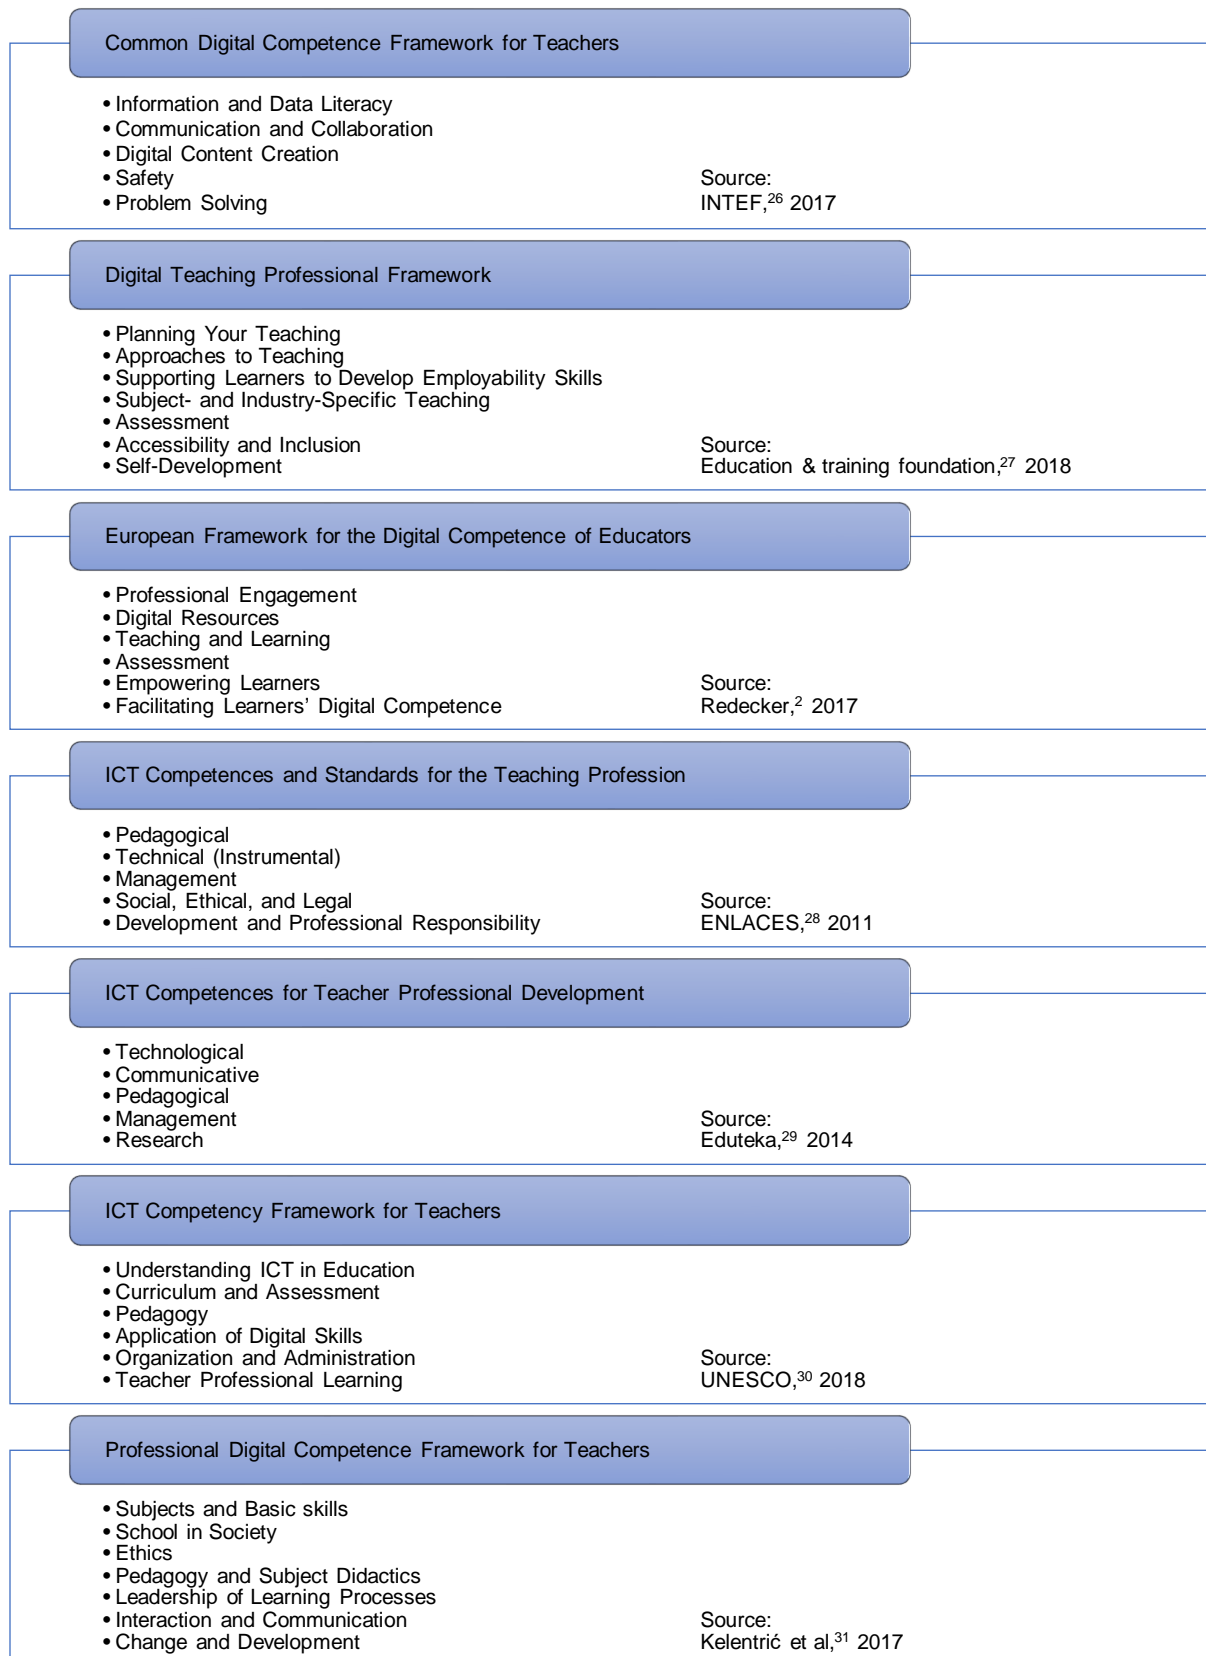 Common Digital Competence Framework for Teachers
• Information and Data Literacy
• Communication and Collaboration
• Digital Content Creation
• Safety
• Problem Solving
Source:
INTEF,26 2017
Digital Teaching Professional Framework
• Planning Your Teaching
• Approaches to Teaching
• Supporting Learners to Develop Employability Skills
• Subject- and Industry-Specific Teaching
• Assessment
• Accessibility and Inclusion
• Self-Development
Source:
Education & training foundation,27 2018
European Framework for the Digital Competence of Educators
• Professional Engagement
• Digital Resources
• Teaching and Learning
• Assessment
• Empowering Learners
• Facilitating Learners’ Digital Competence
Source:
Redecker,2 2017
ICT Competences and Standards for the Teaching Profession
• Pedagogical
• Technical (Instrumental)
• Management
• Social, Ethical, and Legal
• Development and Professional Responsibility
Source:
ENLACES,28 2011
ICT Competences for Teacher Professional Development
• Technological
• Communicative
• Pedagogical
• Management
• Research
Source:
Eduteka,29 2014
ICT Competency Framework for Teachers
• Understanding ICT in Education
• Curriculum and Assessment
• Pedagogy
• Application of Digital Skills
• Organization and Administration
• Teacher Professional Learning
Source:
UNESCO,30 2018
Professional Digital Competence Framework for Teachers
• Subjects and Basic skills
• School in Society
• Ethics
• Pedagogy and Subject Didactics
• Leadership of Learning Processes
• Interaction and Communication
• Change and Development
Source:
Kelentrić et al,31 2017